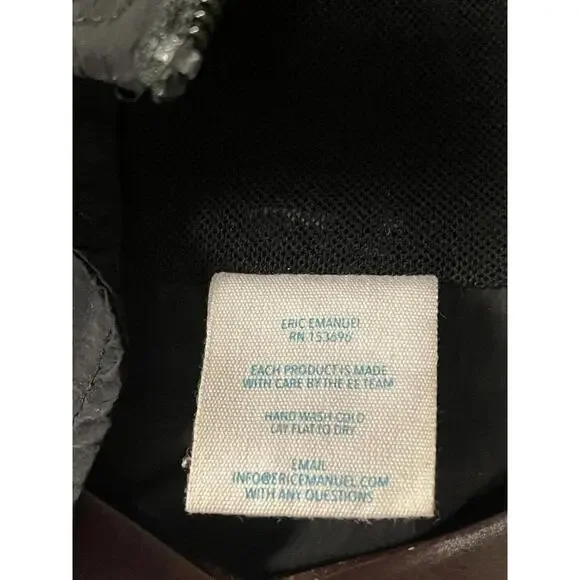 ERIC EMANUEL
RN 153696
EACH PRODUCT IS MADE
WITH CARE BY THE EE TEAM
HAND WASH COLD
LAY FLAT TO DRY
EMAIL
INFO@ERICEMANUEL.COM
WITH ANY QUESTIONS